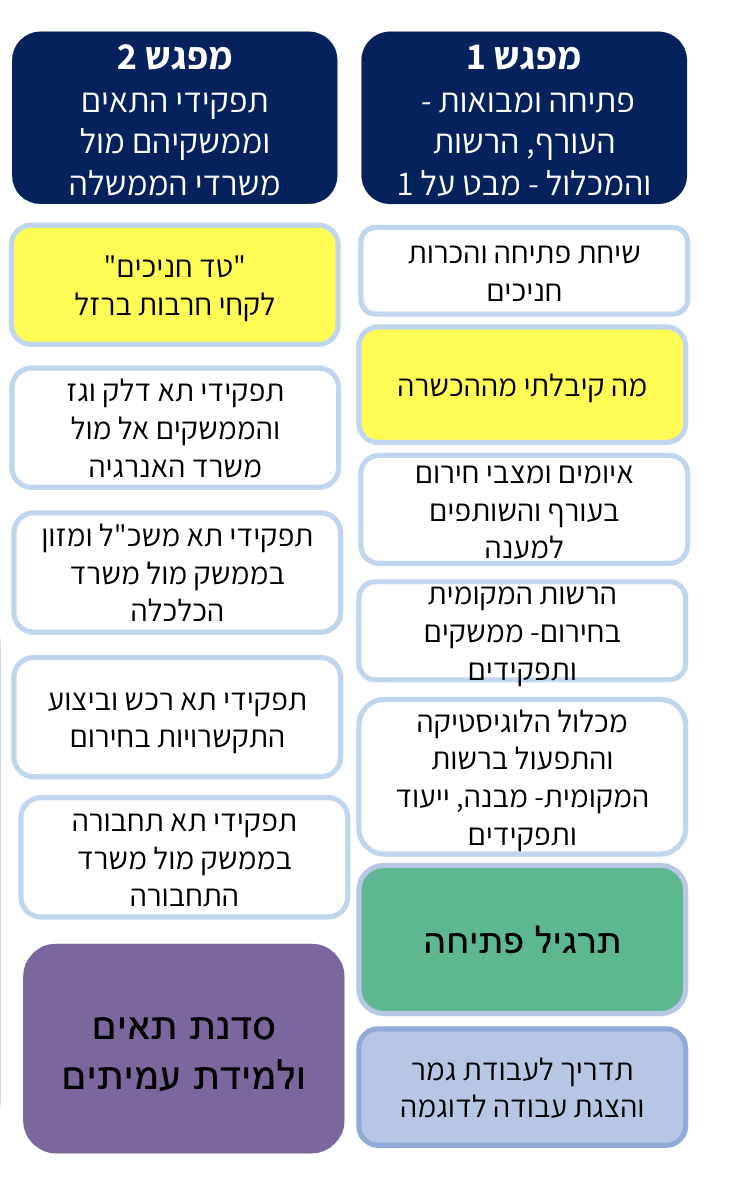 מפגש 1
פתיחה ומבואות -
העורף, הרשות
והמכלול - מבט על 1
שיחת פתיחה והכרות
חניכים
מה קיבלתי מההכשרה
איומים ומצבי חירום
בעורף והשותפים
למענה
הרשות המקומית
בחירום- ממשקים
ותפקידים
מכלול הלוגיסטיקה
והתפעול ברשות
המקומית- מבנה, ייעוד
ותפקידים
תרגיל פתיחה
תדריך לעבודת גמר
והצגת עבודה לדוגמה
מפגש 2
תפקידי התאים
וממשקיהם מול
משרדי הממשלה
"טד חניכים"
לקחי חרבות ברזל
תפקידי תא דלק וגז
והממשקים אל מול
משרד האנרגיה
תפקידי תא משכ"ל ומזון
בממשק מול משרד
הכלכלה
תפקידי תא רכש וביצוע
התקשרויות בחירום
תפקידי תא תחבורה
בממשק מול משרד
התחבורה
סדנת תאים
ולמידת עמיתים